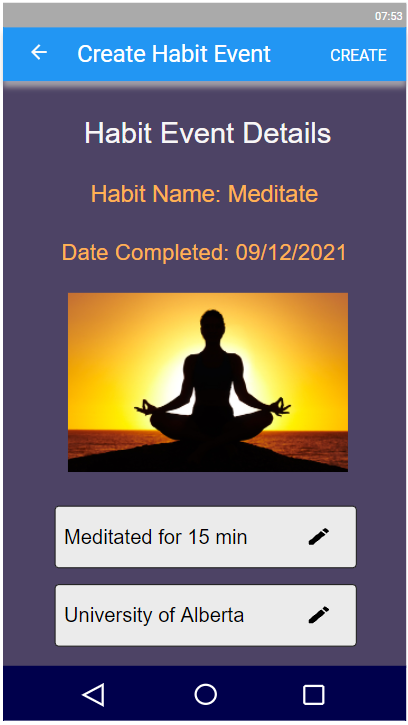 07:53
Create Habit Event CREATE
Habit Event Details
Habit Name: Meditate
Date Completed: 09/12/2021
Meditated for 15 min
University of Alberta